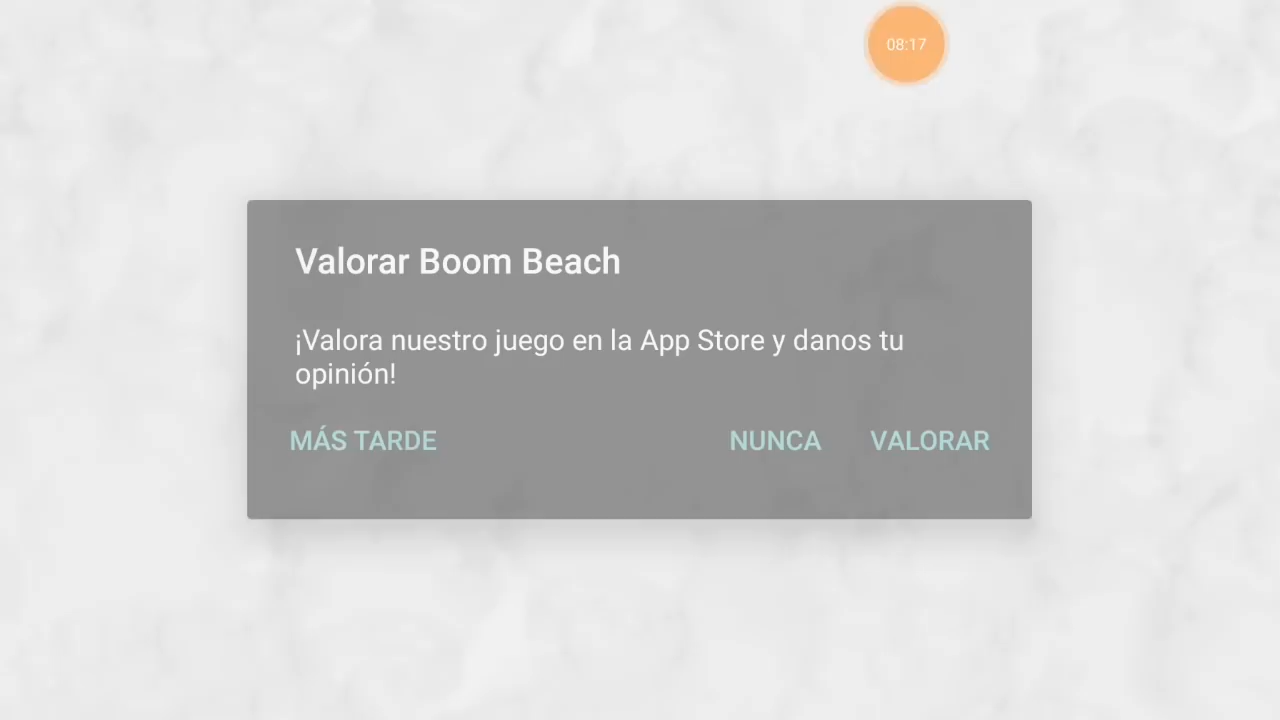 08:17
Valorar Boom Beach
¡Valora nuestro juego en la App Store y danos tu
opinión!
MÁS TARDE NUNCA VALORAR